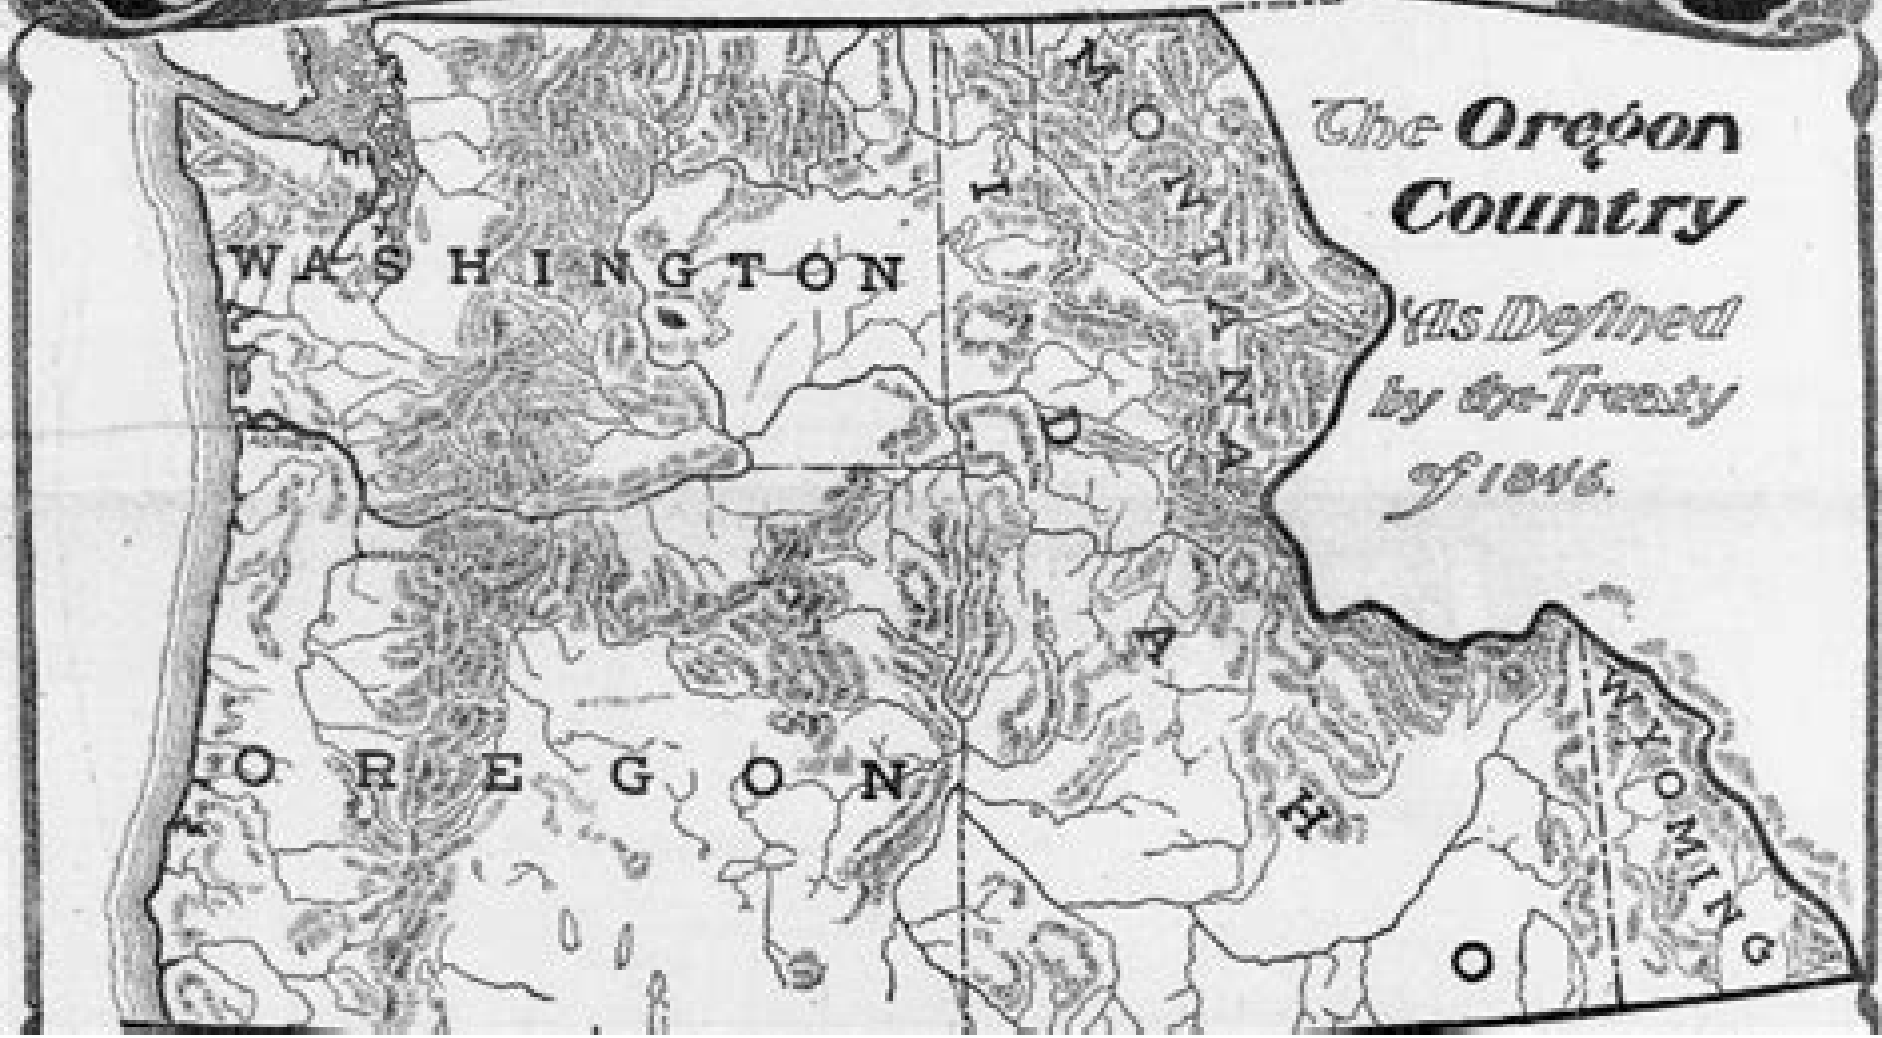 The Oregon
Country
As Defined
by the Treaty
of 1846.
WASHINGTON
MONTANA
IDAHO
OREGON
WYOMING